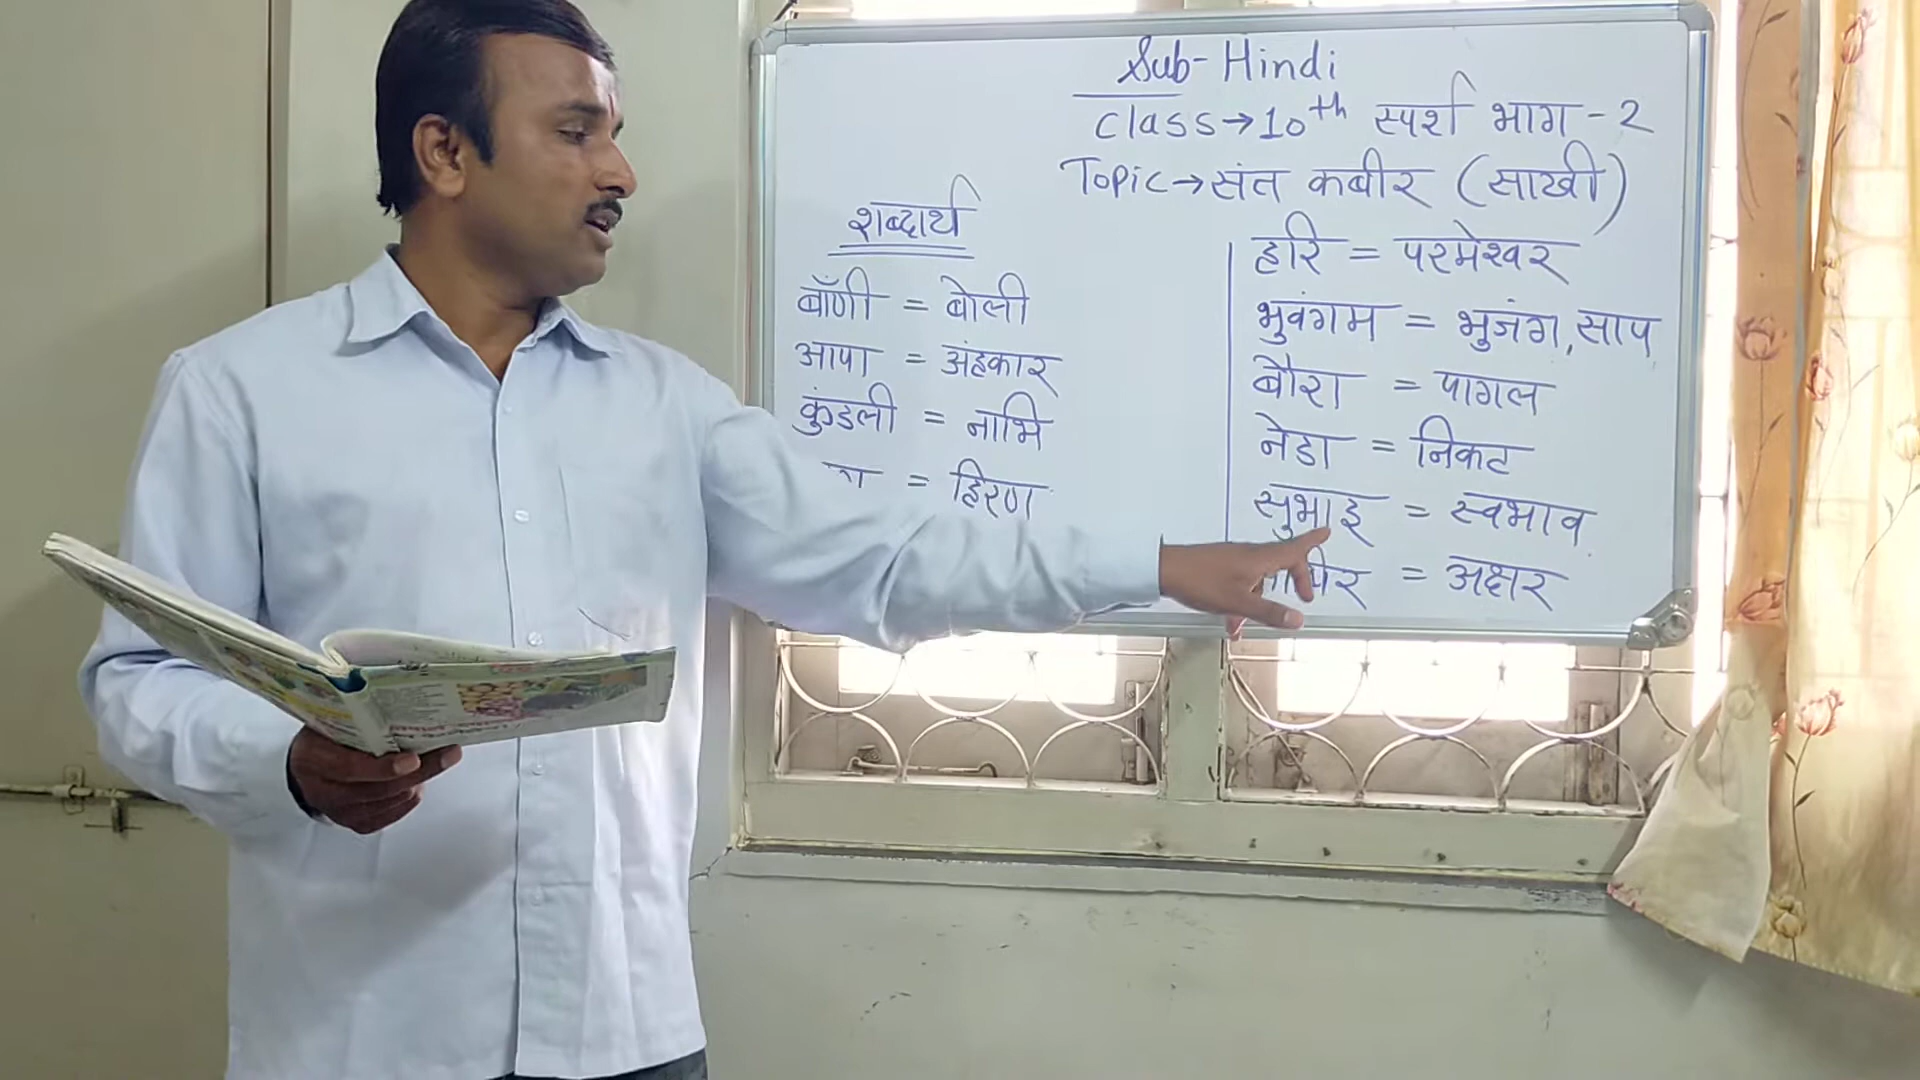 Sub-Hindi
Class→10th स्पर्श भाग-2
Topic→संत कबीर (साखी)
शब्दार्थ
बाँणी = बोली
आपा = अंहकार
कुंडली = नाभि
= हिरण
हरि = परमेश्वर
भुवंगम = भुजंग, साप
बौरा = पागल
नेडा = निकट
सुभाइ = स्वभाव
= अक्षर